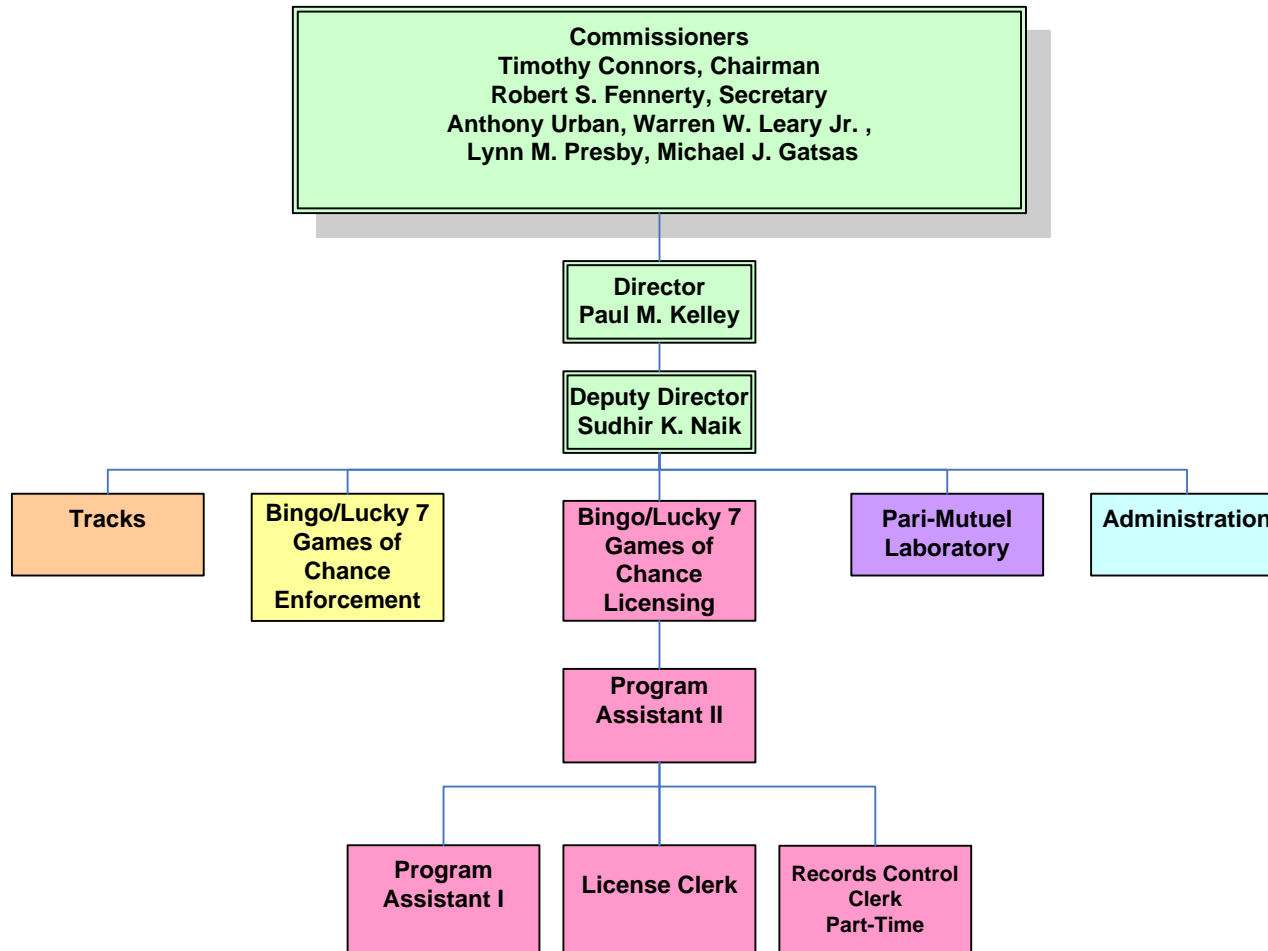 Commissioners
Timothy Connors, Chairman
Robert S. Fennerty, Secretary
Anthony Urban, Warren W. Leary Jr. ,
Lynn M. Presby, Michael J. Gatsas
Director
Paul M. Kelley
Deputy Director
Sudhir K. Naik
Tracks
Bingo/Lucky 7
Games of
Chance
Enforcement
Bingo/Lucky 7
Games of
Chance
Licensing
Pari-Mutuel
Laboratory
Administration
Program
Assistant II
Program
Assistant I
License Clerk
Records Control
Clerk
Part-Time